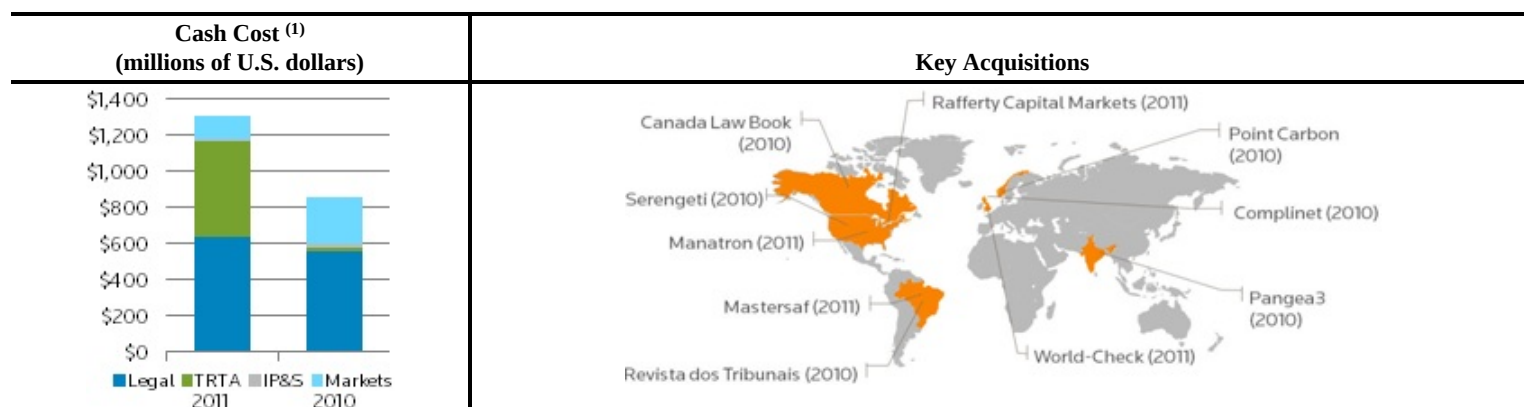 Cash Cost (1)
(millions of U.S. dollars)
Key Acquisitions
$1,400
$1,200
$1,000
$800
$600
$400
$200
$0
Legal TRTA IP&S Markets
2011 2010
Rafferty Capital Markets (2011)
Canada Law Book
(2010)
Point Carbon
(2010)
Serengeti (2010)
Complinet (2010)
Manatron (2011)
Mastersaf (2011)
Pangea3
(2010)
World-Check (2011)
Revista dos Tribunais (2010)